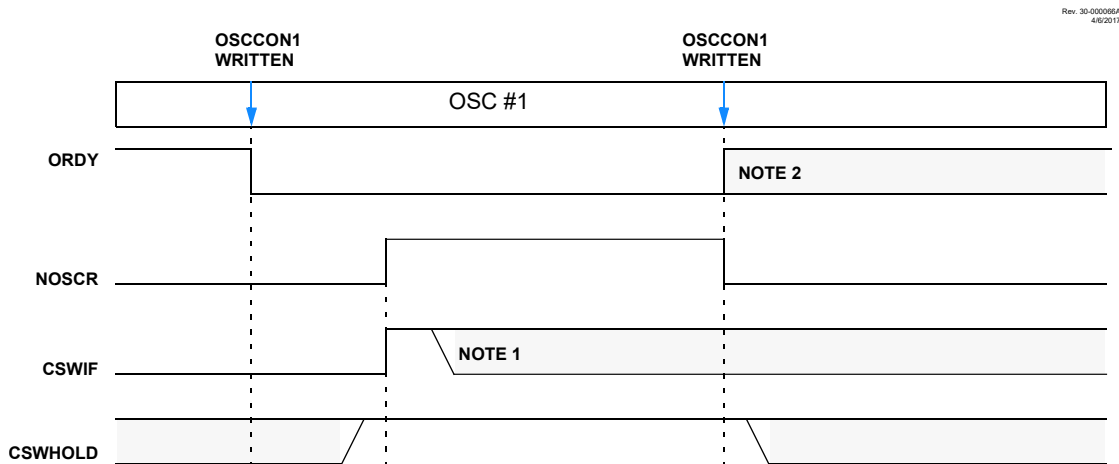 Rev. 30-000066A
4/6/2017
OSCCON1 OSCCON1
WRITTEN WRITTEN
OSC #1
ORDY
NOTE 2
NOSCR
CSWIF
NOTE 1
CSWHOLD